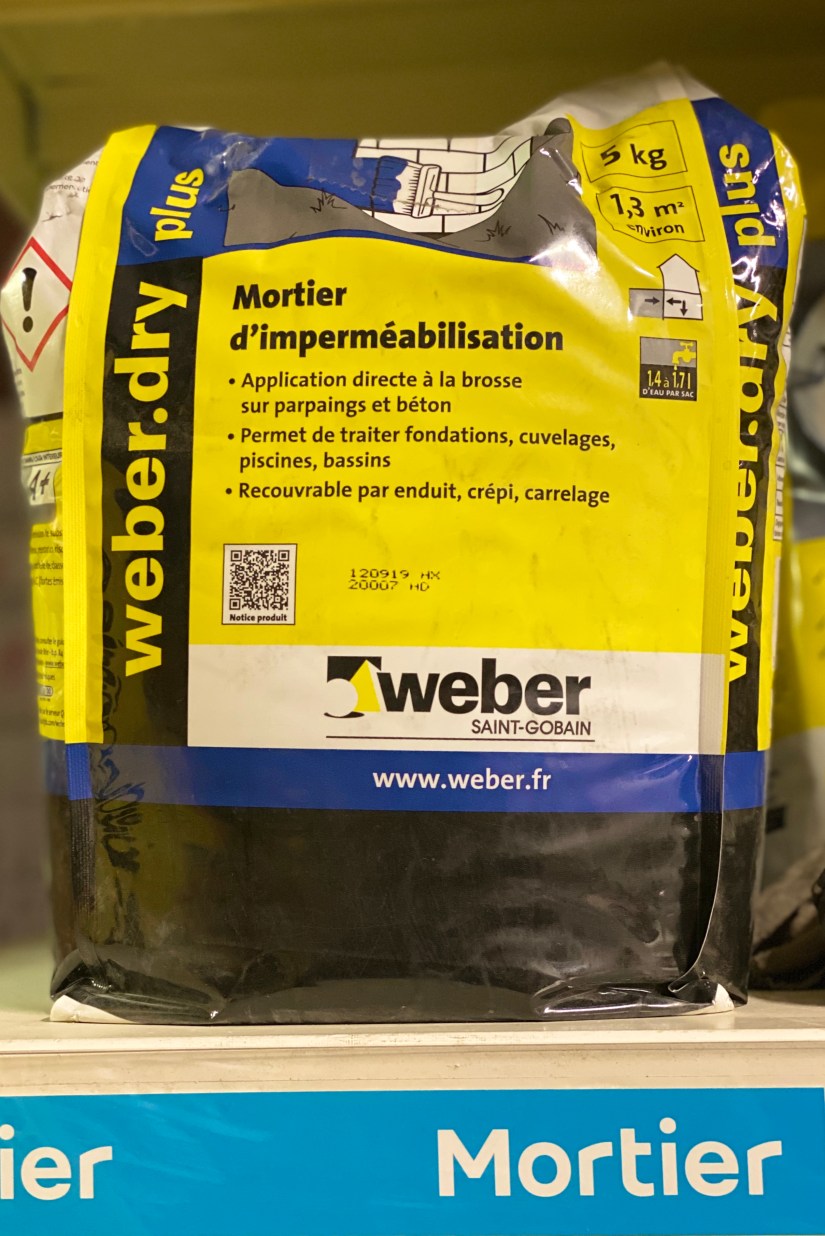 5 kg
1,3 m²
environ
plus
weber.dry
Mortier
d'imperméabilisation
• Application directe à la brosse
sur parpaings et béton
• Permet de traiter fondations, cuvelages,
piscines, bassins
• Recouvrable par enduit, crépi, carrelage
1,4 à 1,7 l
D'EAU PAR SAC
plus
weber.dry
A+
Notice produit
120919 HX
20007 HD
weber
SAINT-GOBAIN
www.weber.fr
ier
Mortier